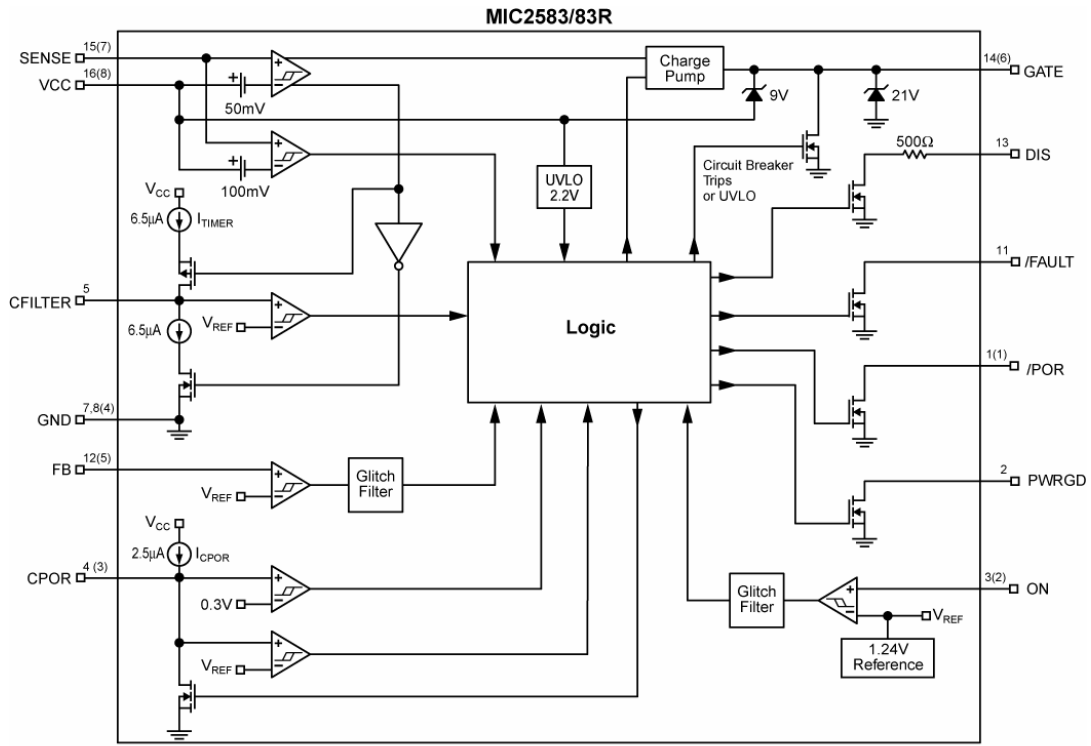 MIC2583/83R
SENSE 15(7)
VCC 16(8)
+
50mV
+
−
+
100mV
+
−
Charge
Pump
14(6) GATE
9V
21V
500Ω
13 DIS
UVLO
2.2V
Circuit Breaker
Trips
or UVLO
VCC
6.5μA
ITIMER
11 /FAULT
CFILTER 5
+
−
VREF
6.5μA
Logic
1(1) /POR
GND 7,8(4)
FB 12(5)
+
−
VREF
Glitch
Filter
2 PWRGD
VCC
2.5μA
ICPOR
CPOR 4 (3)
+
−
0.3V
Glitch
Filter
+
−
3(2) ON
VREF
1.24V
Reference
+
−
VREF